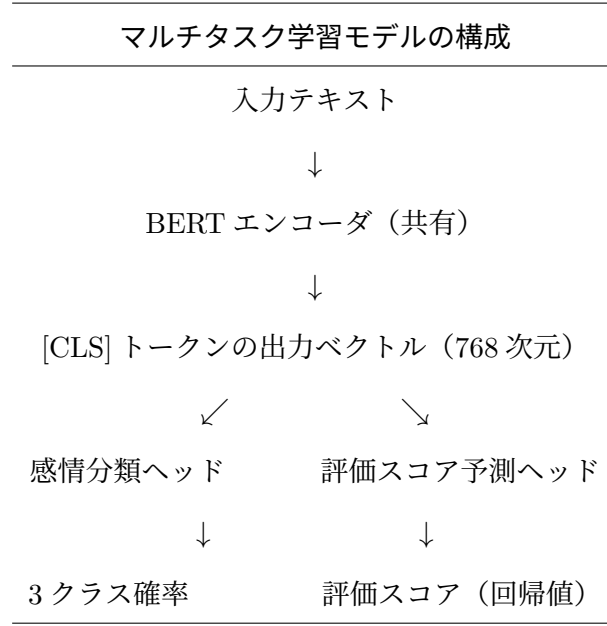 マルチタスク学習モデルの構成
入力テキスト
↓
BERT エンコーダ（共有）
↓
[CLS] トークンの出力ベクトル（768 次元）
↙ ↘
感情分類ヘッド 評価スコア予測ヘッド
↓ ↓
3 クラス確率 評価スコア（回帰値）